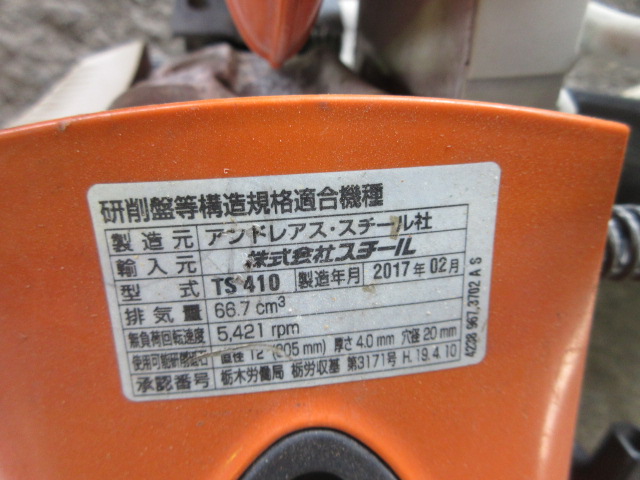 研削盤等構造規格適合機種
製造元 アンドレアス・スチール社
輸入元 株式会社スチール
型式 TS 410 製造年月 2017年 02月
排気量 66.7 cm³
無負荷回転速度 5,421 rpm
使用可能研削砥石 直径 12" (305 mm) 厚さ 4.0 mm 穴径 20 mm
承認番号 栃木労働局 栃労収基 第3171号 H.19.4.10
4238 967 3702 A S